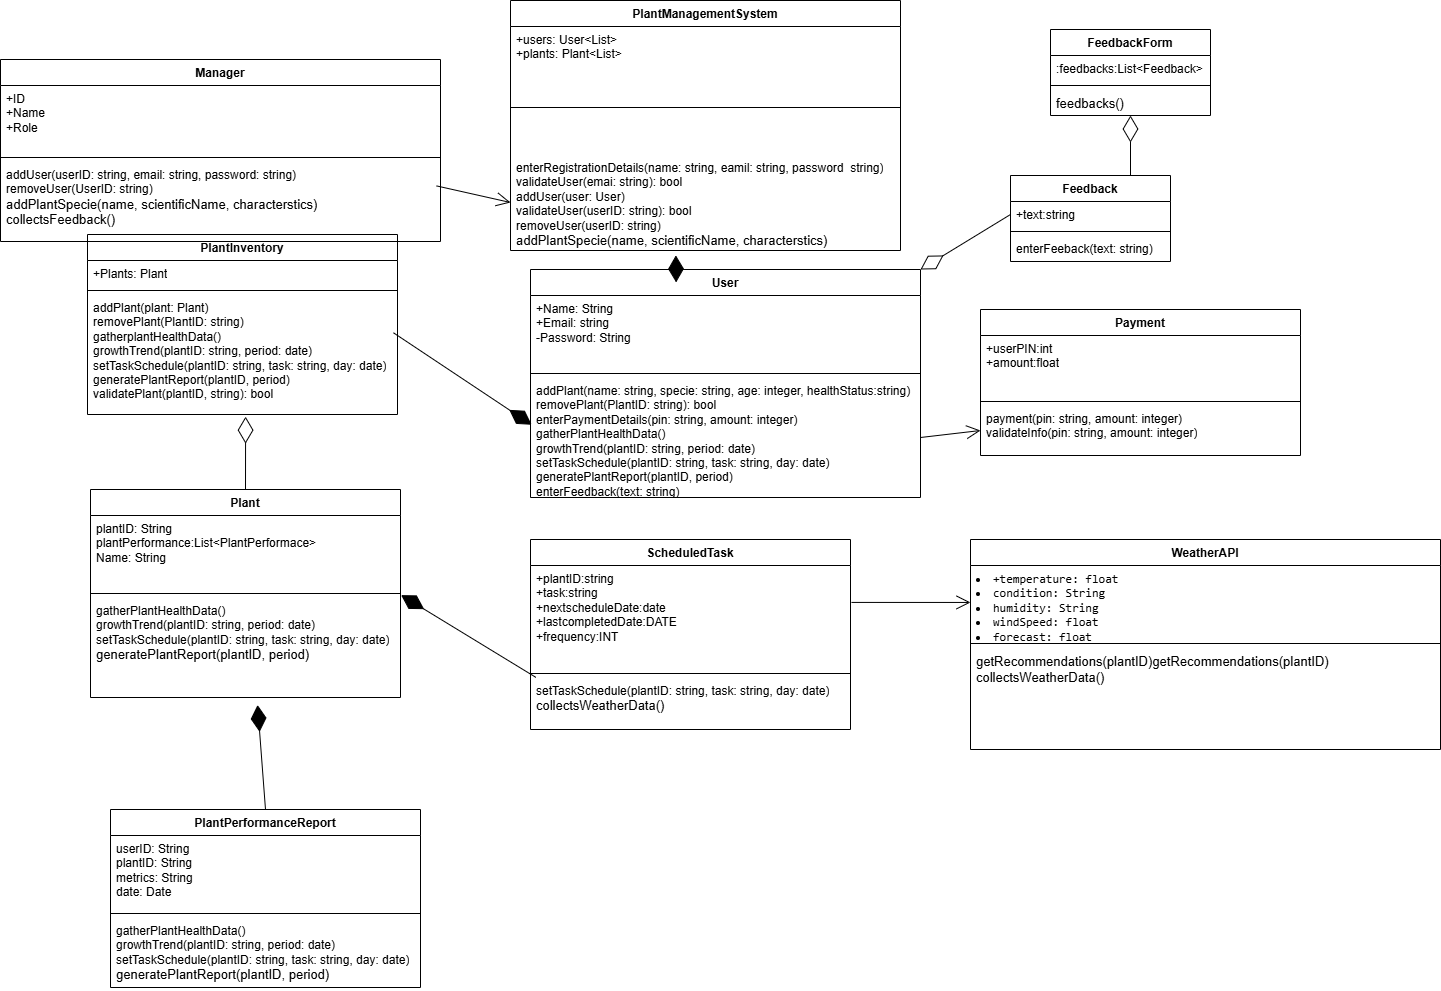 PlantManagementSystem
+users: User<List>
+plants: Plant<List>
enterRegistrationDetails(name: string, eamil: string, password  string)
validateUser(emai: string): bool
addUser(user: User)
validateUser(userID: string): bool
removeUser(userID: string)
addPlantSpecie(name, scientificName, characterstics)
FeedbackForm
:feedbacks:List<Feedback>
feedbacks()
Manager
+ID
+Name
+Role
addUser(userID: string, email: string, password: string)
removeUser(UserID: string)
addPlantSpecie(name, scientificName, characterstics)
collectsFeedback()
Feedback
+text:string
enterFeeback(text: string)
PlantInventory
+Plants: Plant
addPlant(plant: Plant)
removePlant(PlantID: string)
gatherplantHealthData()
growthTrend(plantID: string, period: date)
setTaskSchedule(plantID: string, task: string, day: date)
generatePlantReport(plantID, period)
validatePlant(plantID, string): bool
User
+Name: String
+Email: string
-Password: String
addPlant(name: string, specie: string, age: integer, healthStatus:string)
removePlant(PlantID: string): bool
enterPaymentDetails(pin: string, amount: integer)
gatherPlantHealthData()
growthTrend(plantID: string, period: date)
setTaskSchedule(plantID: string, task: string, day: date)
generatePlantReport(plantID, period)
enterFeedback(text: string)
Payment
+userPIN:int
+amount:float
payment(pin: string, amount: integer)
validateInfo(pin: string, amount: integer)
Plant
plantID: String
plantPerformance:List<PlantPerformace>
Name: String
gatherPlantHealthData()
growthTrend(plantID: string, period: date)
setTaskSchedule(plantID: string, task: string, day: date)
generatePlantReport(plantID, period)
ScheduledTask
+plantID:string
+task:string
+nextscheduleDate:date
+lastcompletedDate:DATE
+frequency:INT
setTaskSchedule(plantID: string, task: string, day: date)
collectsWeatherData()
WeatherAPI
• +temperature: float
• condition: String
• humidity: String
• windSpeed: float
• forecast: float
getRecommendations(plantID)getRecommendations(plantID)
collectsWeatherData()
PlantPerformanceReport
userID: String
plantID: String
metrics: String
date: Date
gatherPlantHealthData()
growthTrend(plantID: string, period: date)
setTaskSchedule(plantID: string, task: string, day: date)
generatePlantReport(plantID, period)